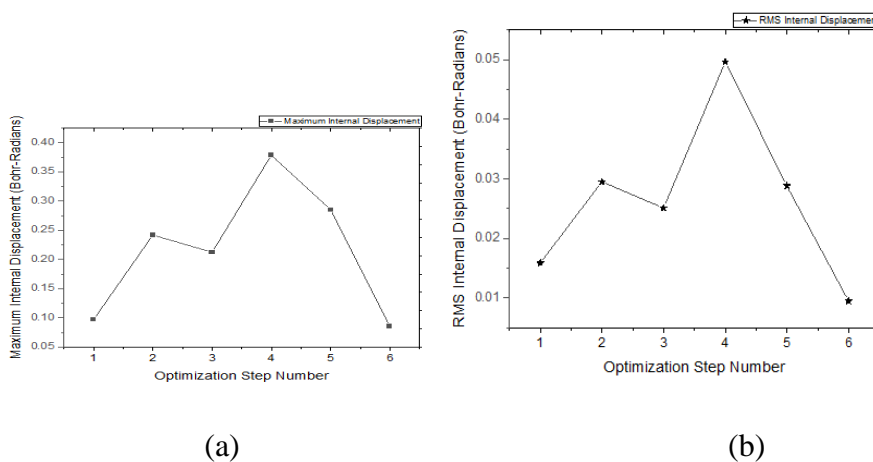 Maximum Internal Displacement
Maximum Internal Displacement (Bohr-Radians)
0.40
0.35
0.30
0.25
0.20
0.15
0.10
0.05
1 2 3 4 5 6
Optimization Step Number
(a)
RMS Internal Displacement
RMS Internal Displacement (Bohr-Radians)
0.05
0.04
0.03
0.02
0.01
1 2 3 4 5 6
Optimization Step Number
(b)